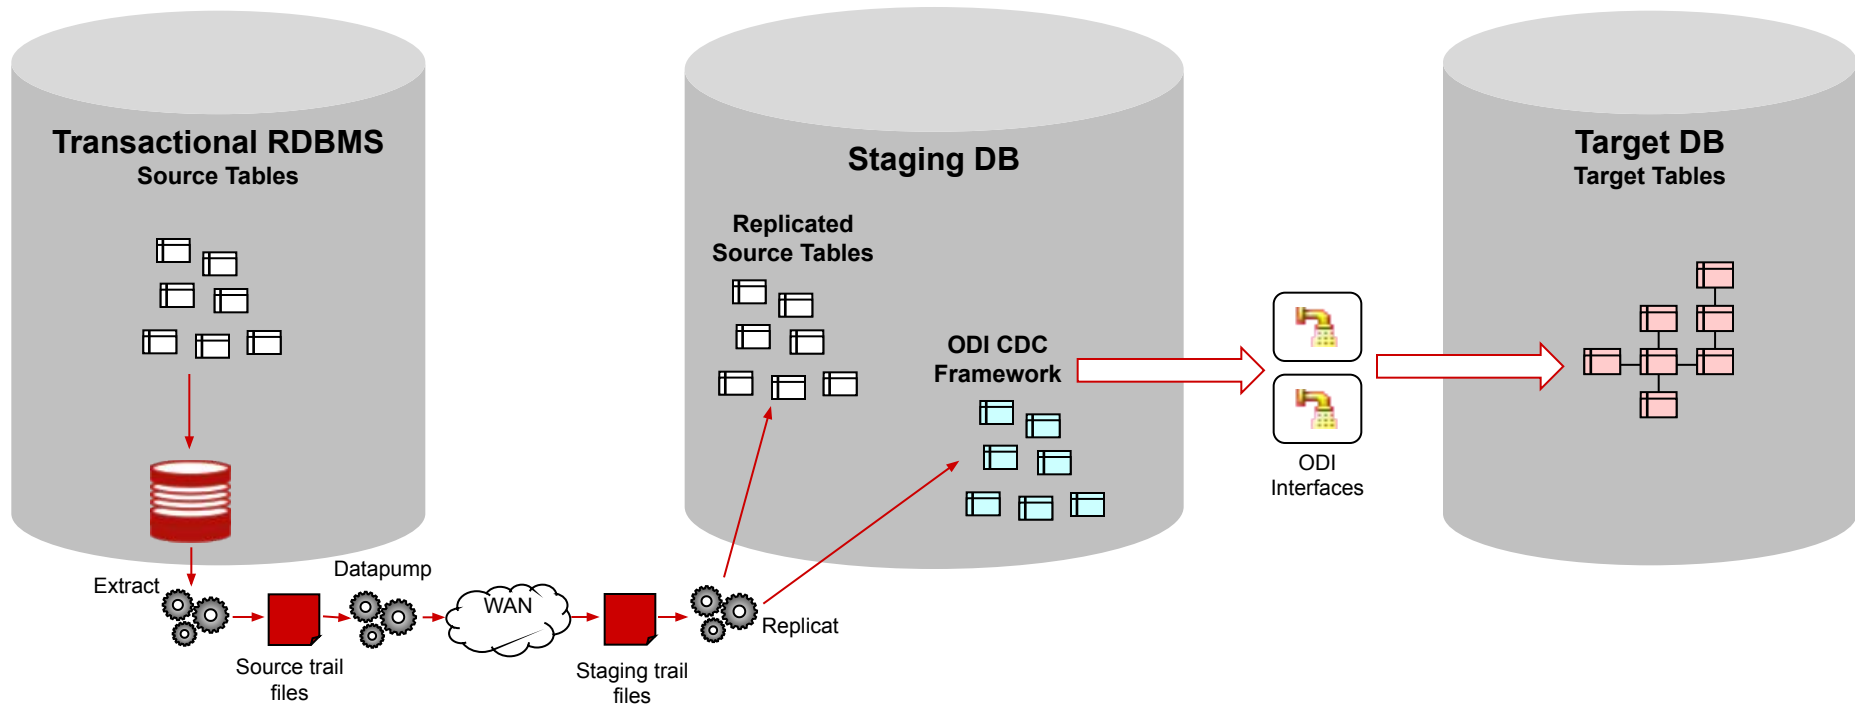 Transactional RDBMS
Source Tables
Staging DB
Replicated
Source Tables
ODI CDC
Framework
ODI
Interfaces
Target DB
Target Tables
Extract
Source trail
files
Datapump
WAN
Staging trail
files
Replicat